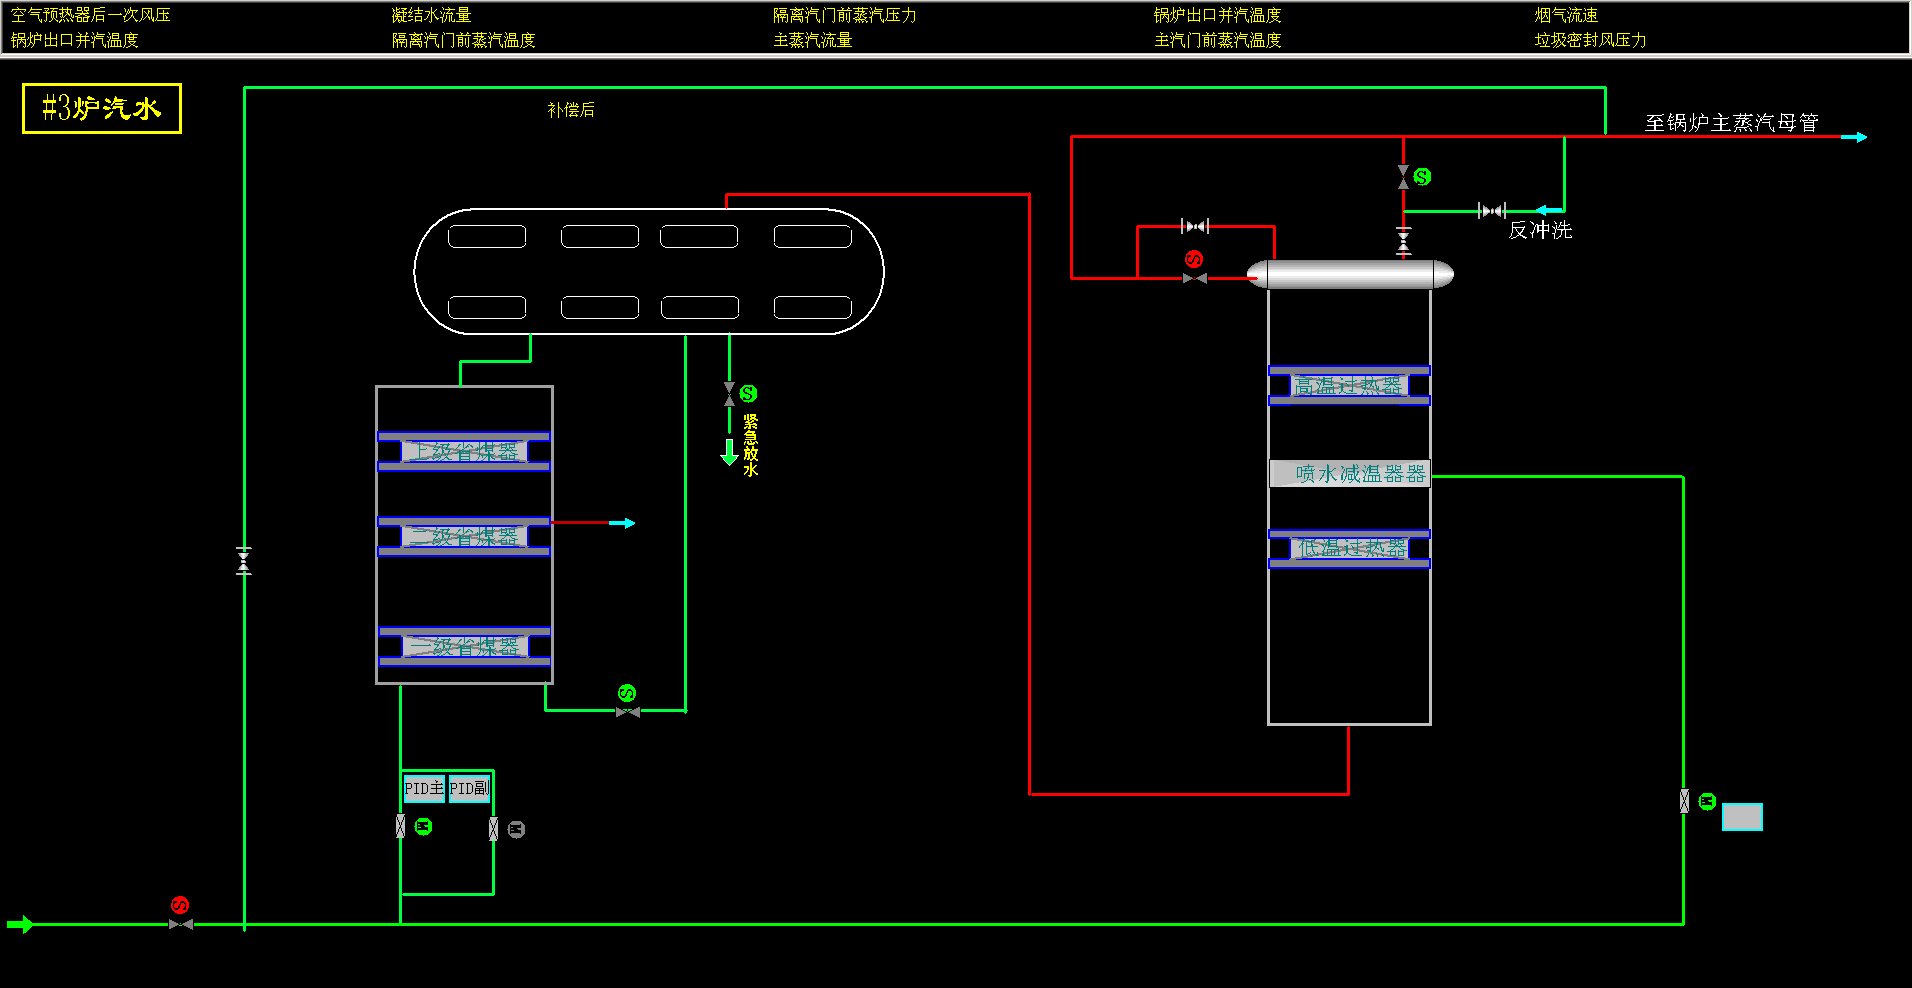 空气预热器后一次风压
凝结水流量
隔离汽门前蒸汽压力
锅炉出口并汽温度
烟气流速
锅炉出口并汽温度
隔离汽门前蒸汽温度
主蒸汽流量
主汽门前蒸汽温度
垃圾密封风压力
#3炉汽水
补偿后
至锅炉主蒸汽母管
S
反冲洗
S
S
紧急放水
高温过热器
上级省煤器
喷水减温器器
二级省煤器
低温过热器
一级省煤器
S
PID主
PID副
M
M
M
S